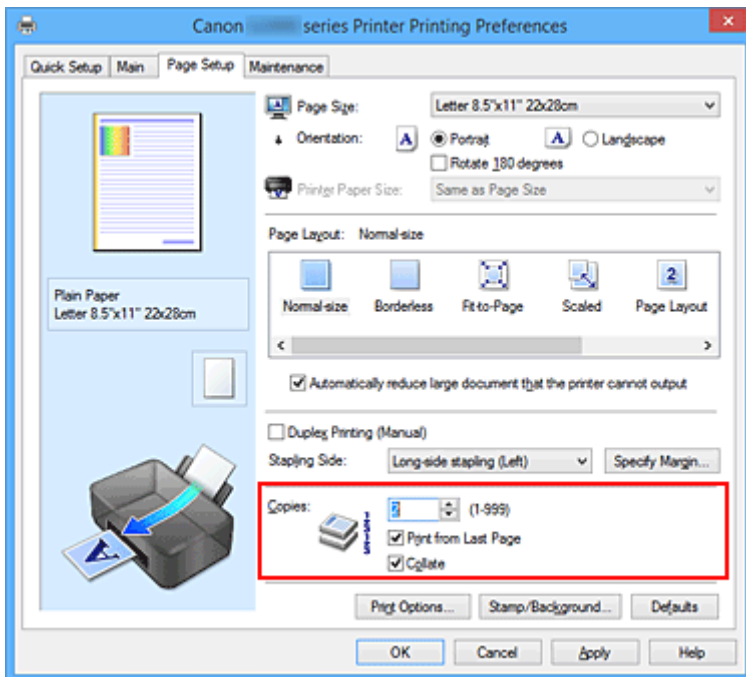 Canon series Printer Printing Preferences
Quick Setup Main Page Setup Maintenance
Page Size: Letter 8.5"x11" 22x28cm
Orientation: A Portrait A Landscape
Rotate 180 degrees
Printer Paper Size: Same as Page Size
Page Layout: Normal-size
Plain Paper
Letter 8.5"x11" 22x28cm
2
Normal-size Borderless Fit-to-Page Scaled Page Layout
Automatically reduce large document that the printer cannot output
Duplex Printing (Manual)
Stapling Side: Long-side stapling (Left) Specify Margin...
Copies: 2 (1-999)
Print from Last Page
Collate
A
Print Options... Stamp/Background... Defaults
OK Cancel Apply Help